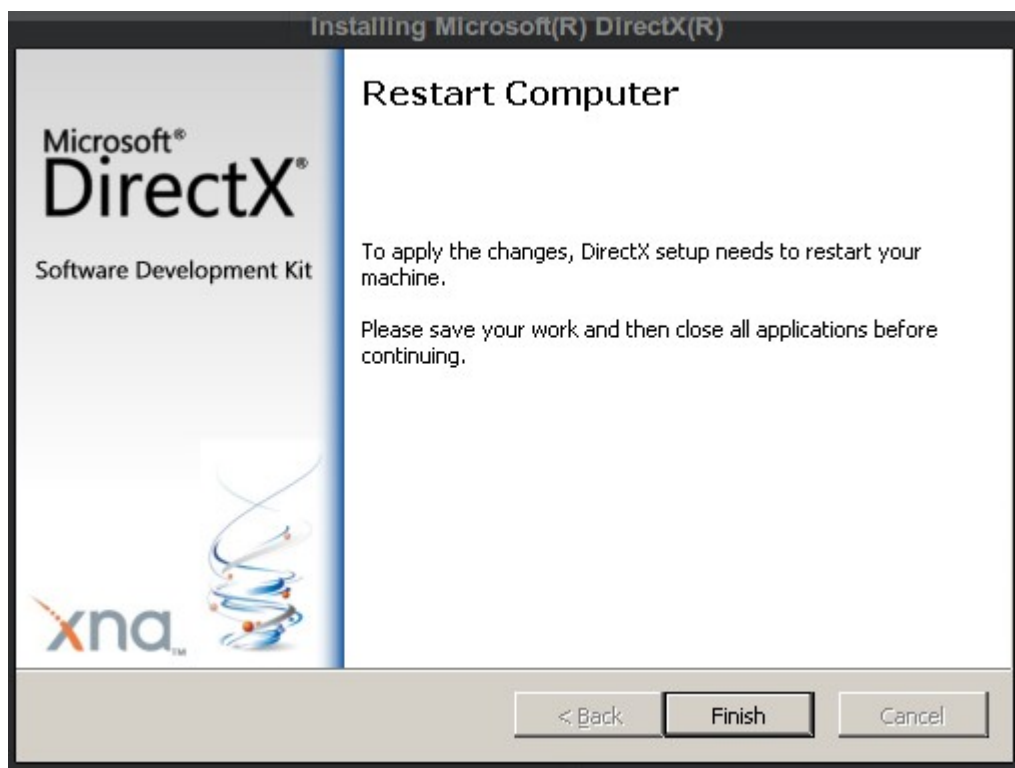 Installing Microsoft(R) DirectX(R)
Restart Computer
Microsoft®
DirectX®
Software Development Kit
To apply the changes, DirectX setup needs to restart your
machine.
Please save your work and then close all applications before
continuing.
xna™
< Back
Finish
Cancel